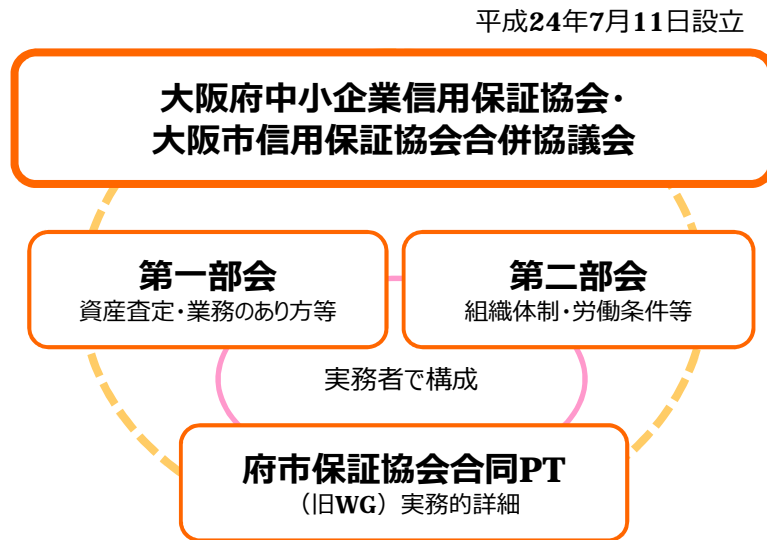 平成24年7月11日設立
大阪府中小企業信用保証協会・
大阪市信用保証協会合併協議会
第一部会
資産査定・業務のあり方等
第二部会
組織体制・労働条件等
実務者で構成
府市保証協会合同PT
（旧WG）実務的詳細